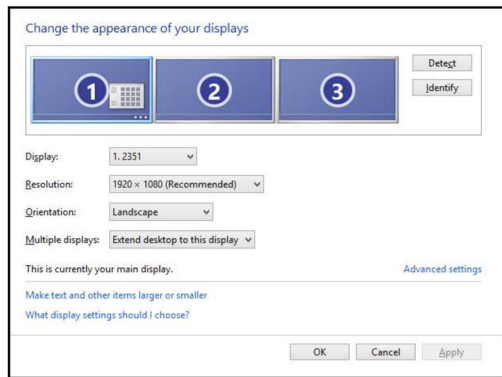 Change the appearance of your displays
1
2
3
Detect
Identify
Display: 1. 2351
Resolution: 1920 × 1080 (Recommended)
Orientation: Landscape
Multiple displays: Extend desktop to this display
This is currently your main display. Advanced settings
Make text and other items larger or smaller
What display settings should I choose?
OK Cancel Apply